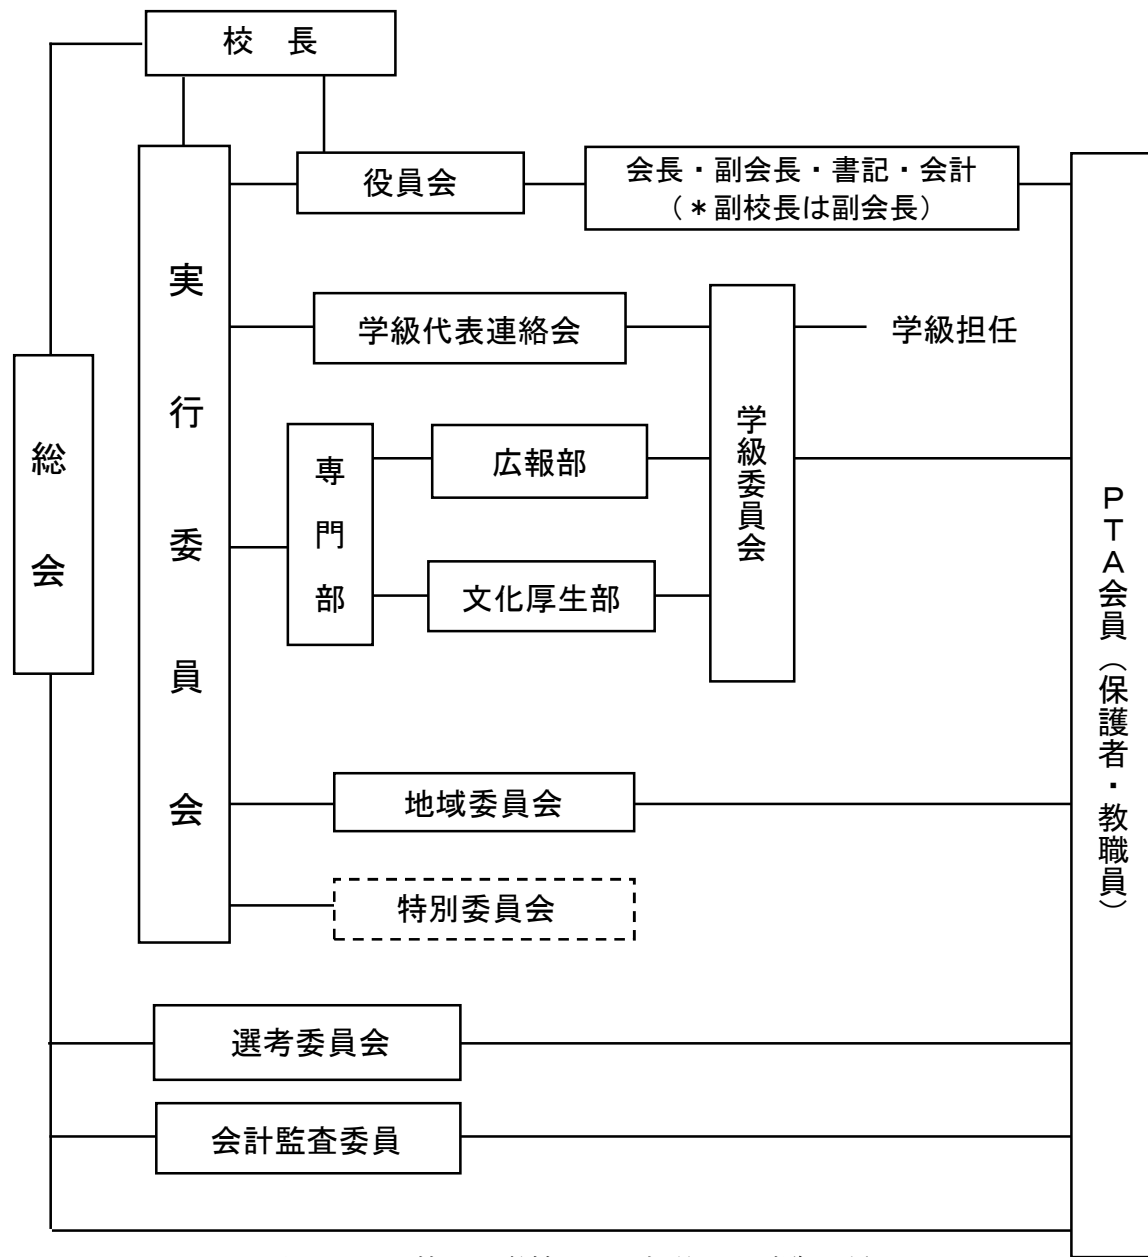 校　長
役員会
会長・副会長・書記・会計
（＊副校長は副会長）
実行委員会
学級代表連絡会
学級担任
総会
専門部
広報部
学級委員会
文化厚生部
PTA会員（保護者・教職員）
地域委員会
特別委員会
選考委員会
会計監査委員